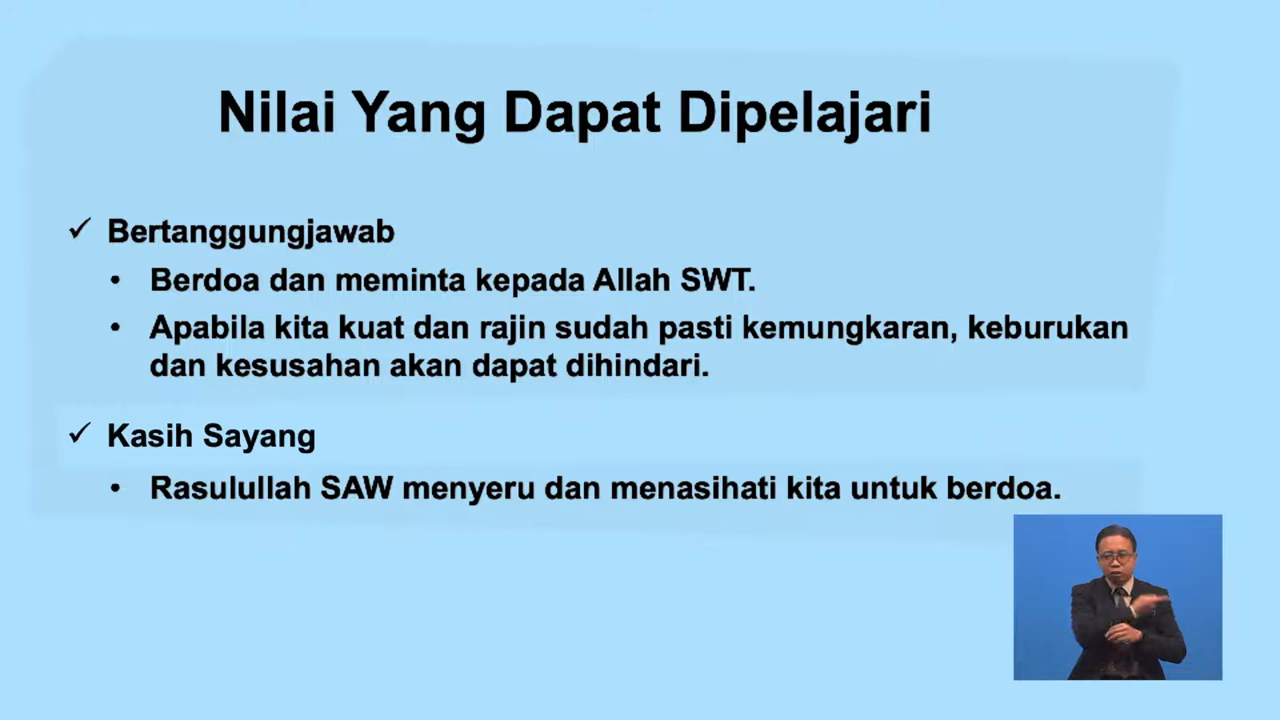 Nilai Yang Dapat Dipelajari
✓ Bertanggungjawab
• Berdoa dan meminta kepada Allah SWT.
• Apabila kita kuat dan rajin sudah pasti kemungkaran, keburukan
dan kesusahan akan dapat dihindari.
✓ Kasih Sayang
• Rasulullah SAW menyeru dan menasihati kita untuk berdoa.